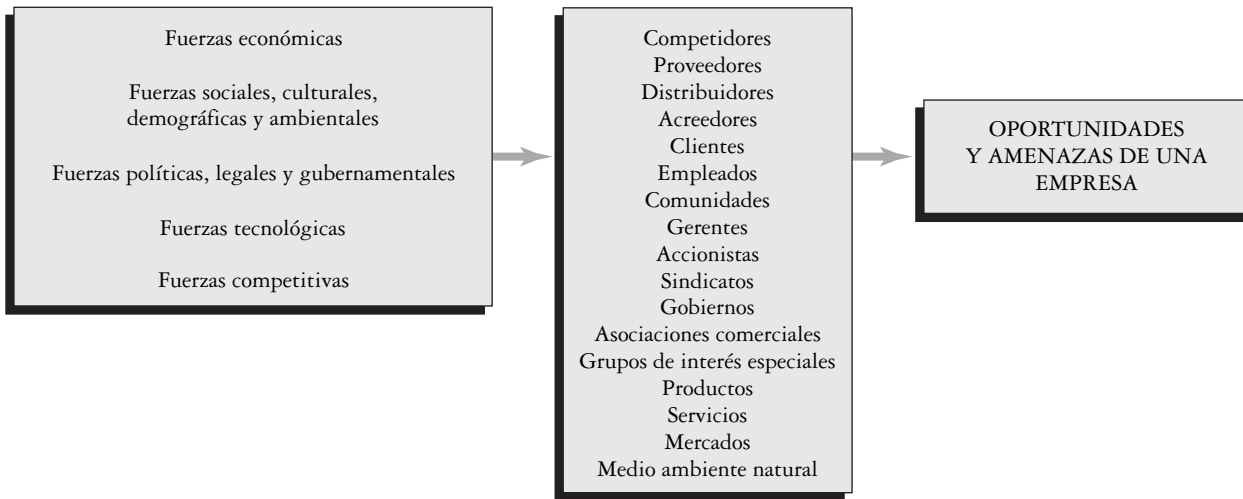 Fuerzas económicas
Fuerzas sociales, culturales,
demográficas y ambientales
Fuerzas políticas, legales y gubernamentales
Fuerzas tecnológicas
Fuerzas competitivas
Competidores
Proveedores
Distribuidores
Acreedores
Clientes
Empleados
Comunidades
Gerentes
Accionistas
Sindicatos
Gobiernos
Asociaciones comerciales
Grupos de interés especiales
Productos
Servicios
Mercados
Medio ambiente natural
OPORTUNIDADES
Y AMENAZAS DE UNA
EMPRESA